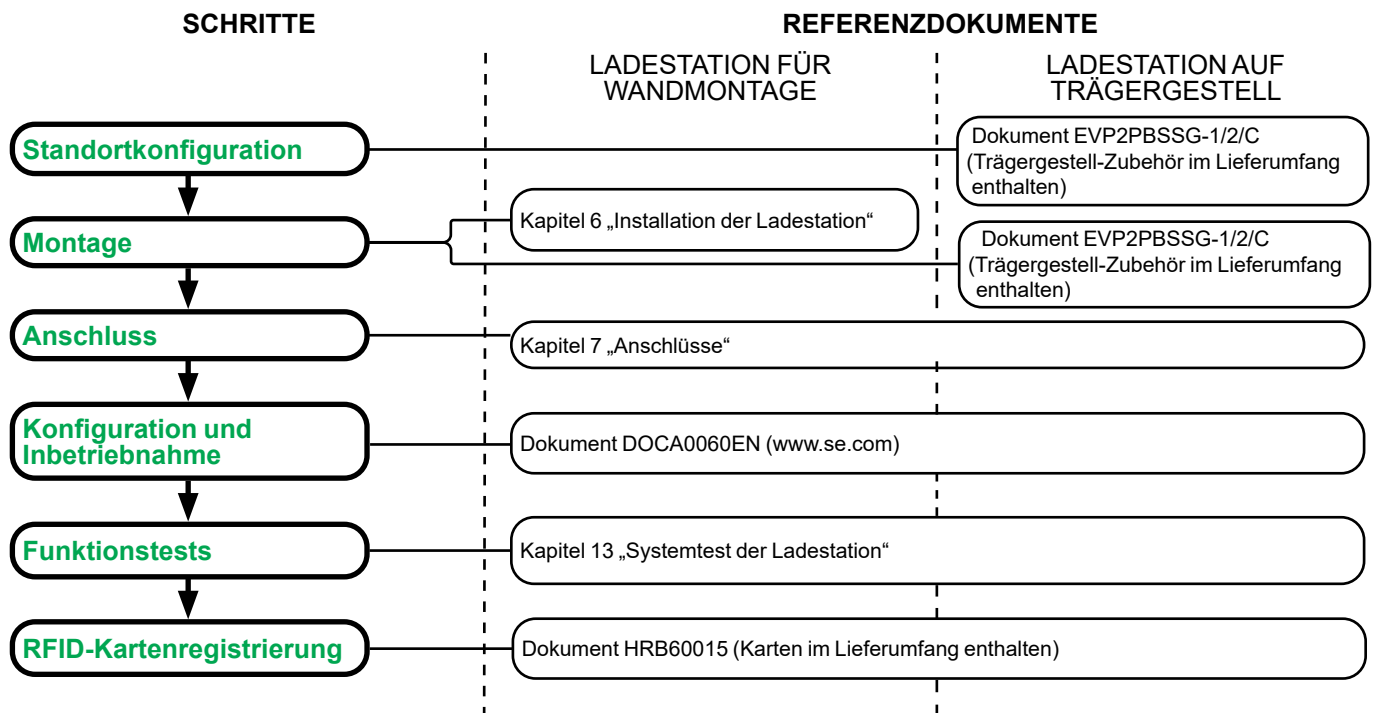 SCHRITTE
REFERENZDOKUMENTE
LADESTATION FÜR
WANDMONTAGE
LADESTATION AUF
TRÄGERGESTELL
Standortkonfiguration
Dokument EVP2PBSSG-1/2/C
(Trägergestell-Zubehör im Lieferumfang
enthalten)
Montage
Kapitel 6 „Installation der Ladestation“
Dokument EVP2PBSSG-1/2/C
(Trägergestell-Zubehör im Lieferumfang
enthalten)
Anschluss
Kapitel 7 „Anschlüsse“
Konfiguration und
Inbetriebnahme
Dokument DOCA0060EN (www.se.com)
Funktionstests
Kapitel 13 „Systemtest der Ladestation“
RFID-Kartenregistrierung
Dokument HRB60015 (Karten im Lieferumfang enthalten)